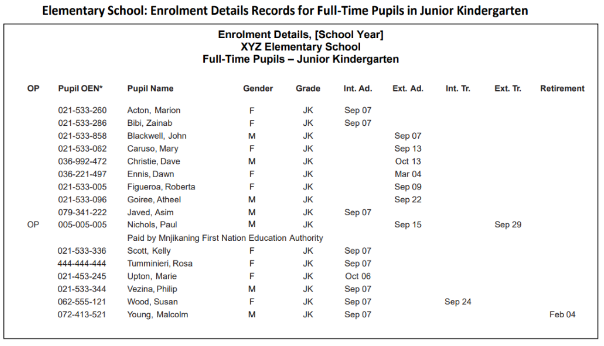 Elementary School: Enrolment Details Records for Full-Time Pupils in Junior Kindergarten
Enrolment Details, [School Year]
XYZ Elementary School
Full-Time Pupils – Junior Kindergarten
OP Pupil OEN* Pupil Name Gender Grade Int. Ad. Ext. Ad. Int. Tr. Ext. Tr. Retirement
021-533-260 Acton, Marion F JK Sep 07
021-533-286 Bibi, Zainab F JK Sep 07
021-533-858 Blackwell, John M JK Sep 07
021-533-062 Caruso, Mary F JK Sep 13
036-992-472 Christie, Dave M JK Oct 13
036-221-497 Ennis, Dawn F JK Mar 04
021-533-005 Figueroa, Roberta F JK Sep 09
021-533-096 Goiree, Atheel M JK Sep 22
079-341-222 Javed, Asim M JK Sep 07
OP 005-005-005 Nichols, Paul M JK Sep 15 Sep 29
Paid by Mnjikaning First Nation Education Authority
021-533-336 Scott, Kelly F JK Sep 07
444-444-444 Tumminieri, Rosa F JK Sep 07
021-453-245 Upton, Marie F JK Oct 06
021-533-344 Vezina, Philip M JK Sep 07
062-555-121 Wood, Susan F JK Sep 07 Sep 24
072-413-521 Young, Malcolm M JK Sep 07 Feb 04